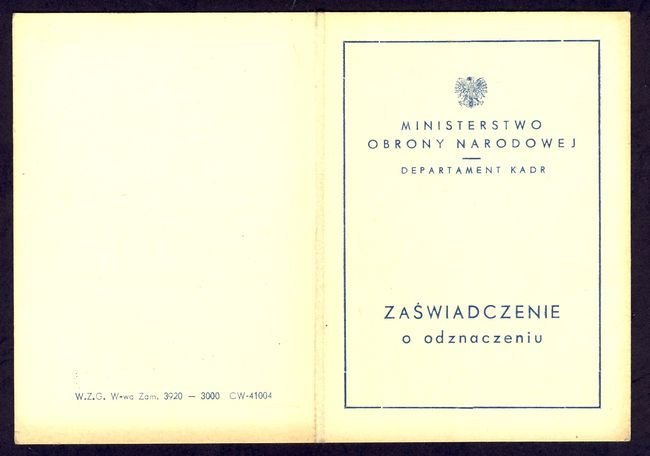 W.Z.G. W-wa Zam. 3920 — 3000 CW-41004
MINISTERSTWO
OBRONY NARODOWEJ
DEPARTAMENT KADR
ZAŚWIADCZENIE
o odznaczeniu